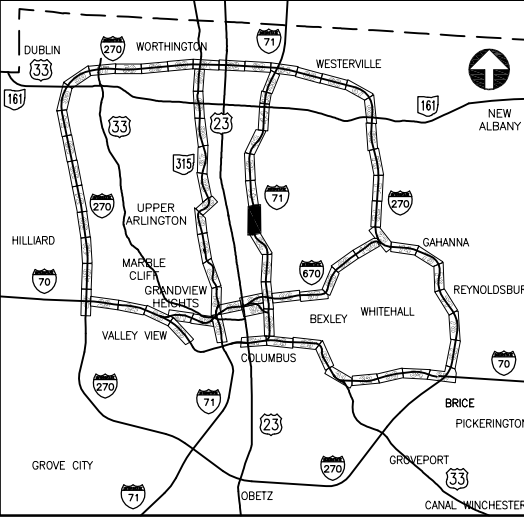 DUBLIN
270
WORTHINGTON
71
WESTERVILLE
33
161
161
33
23
NEW
ALBANY
315
270
71
270
UPPER
ARLINGTON
HILLIARD
GAHANNA
MARBLE
CLIFF
670
70
GRANDVIEW
HEIGHTS
REYNOLDSBUR
BEXLEY
WHITEHALL
VALLEY VIEW
COLUMBUS
70
270
71
BRICE
23
PICKERINGTON
GROVE CITY
270
GROVEPORT
33
71
OBETZ
CANAL WINCHESTER